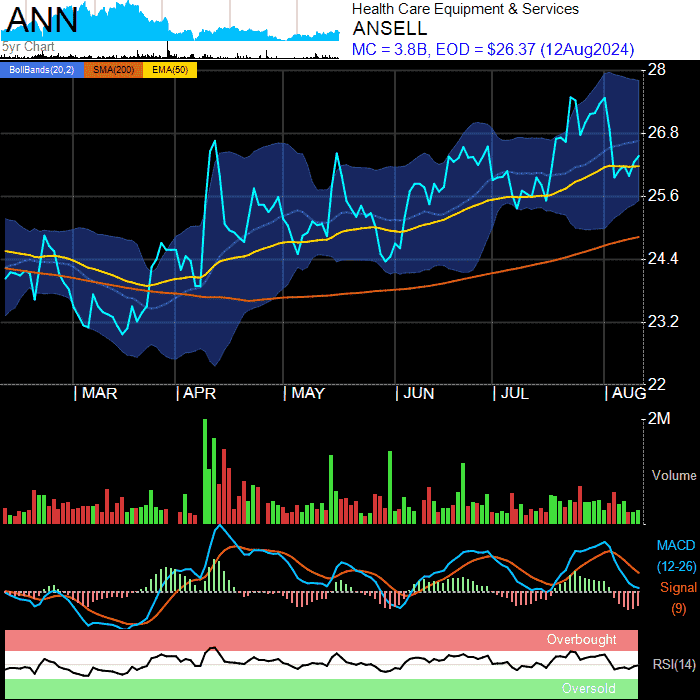 ANN
5yr Chart
Health Care Equipment & Services
ANSELL
MC = 3.8B, EOD = $26.37 (12Aug2024)
BollBands(20,2) SMA(200) EMA(50)
28
26.8
25.6
24.4
23.2
22
| MAR | APR | MAY | JUN | JUL | AUG
2M
Volume
MACD
(12-26)
Signal
(9)
Overbought
RSI(14)
Oversold